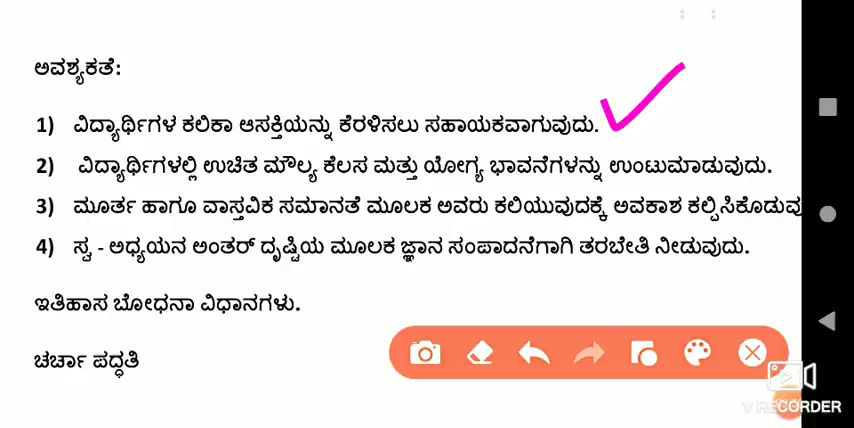 ಅವಶ್ಯಕತೆ:
1) ವಿದ್ಯಾರ್ಥಿಗಳ ಕಲಿಕಾ ಆಸಕ್ತಿಯನ್ನು ಕೆರಳಿಸಲು ಸಹಾಯಕವಾಗುವುದು.
2) ವಿದ್ಯಾರ್ಥಿಗಳಲ್ಲಿ ಉಚಿತ ಮೌಲ್ಯ ಕೆಲಸ ಮತ್ತು ಯೋಗ್ಯ ಭಾವನೆಗಳನ್ನು ಉಂಟುಮಾಡುವುದು.
3) ಮೂರ್ತ ಹಾಗೂ ವಾಸ್ತವಿಕ ಸಮಾನತೆ ಮೂಲಕ ಅವರು ಕಲಿಯುವುದಕ್ಕೆ ಅವಕಾಶ ಕಲ್ಪಿಸಿಕೊಡುವು
4) ಸ್ವ - ಅಧ್ಯಯನ ಅಂತರ್ ದೃಷ್ಟಿಯ ಮೂಲಕ ಜ್ಞಾನ ಸಂಪಾದನೆಗಾಗಿ ತರಬೇತಿ ನೀಡುವುದು.
ಇತಿಹಾಸ ಬೋಧನಾ ವಿಧಾನಗಳು.
ಚರ್ಚಾ ಪದ್ಧತಿ
V RECORDER